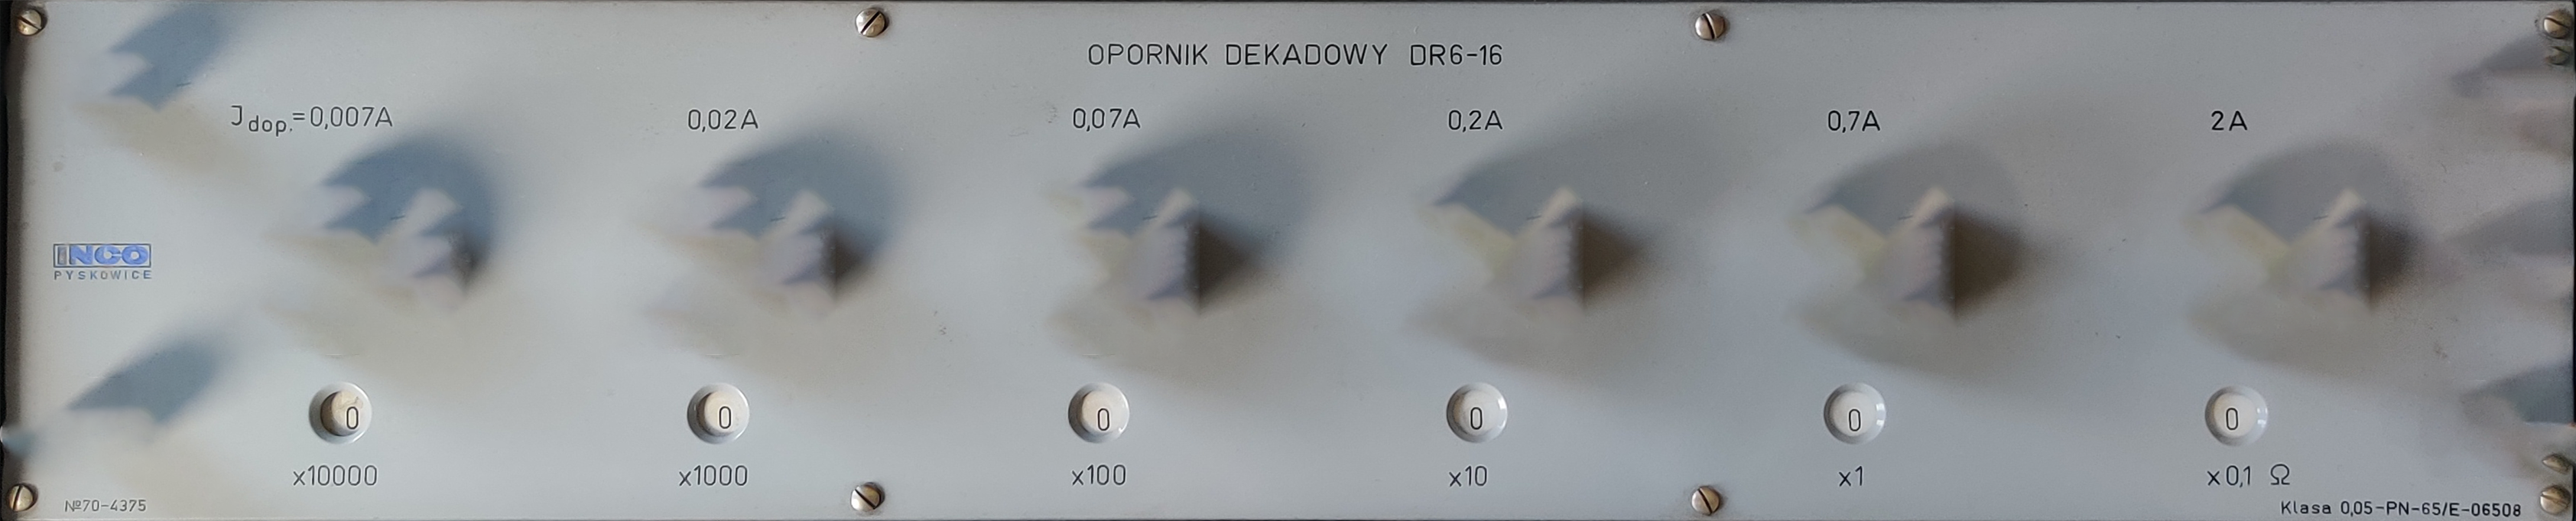 OPORNIK DEKADOWY DR6-16
Jdop.=0,007A 0,02A 0,07A 0,2A 0,7A 2A
INCO
PYSKOWICE
0 0 0 0 0 0
x10000 x1000 x100 x10 x1 x0,1 Ω
№70-4375
Klasa 0,05-PN-65/E-06508